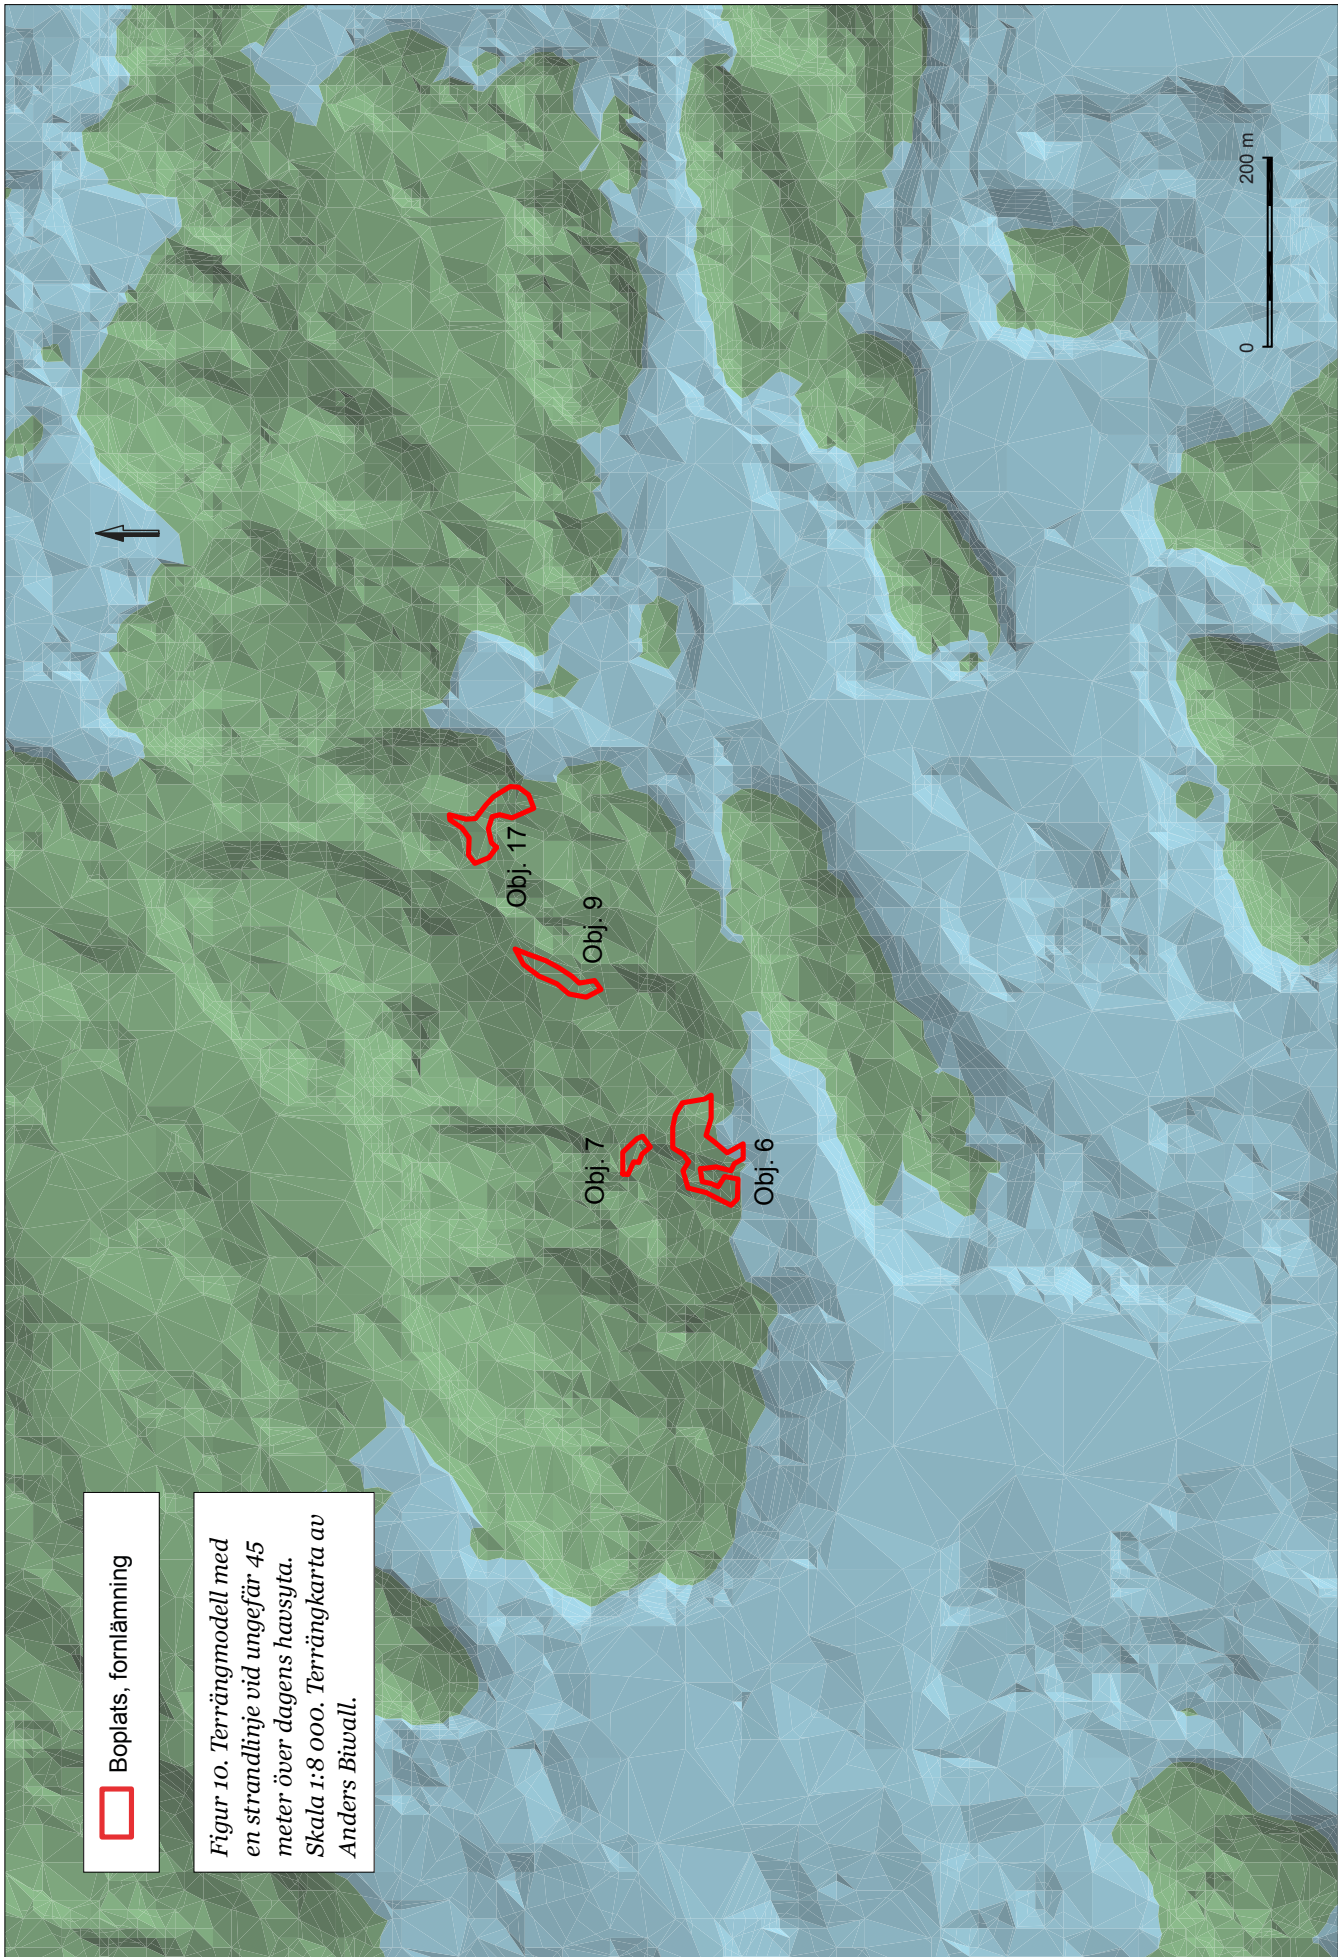 Boplats, fornlämning
Figur 10. Terrängmodell med
en strandlinje vid ungefär 45
meter över dagens havsyta.
Skala 1:8 000. Terrängkarta av
Anders Biwall.
Obj. 17
Obj. 9
Obj. 7
Obj. 6
0
200 m